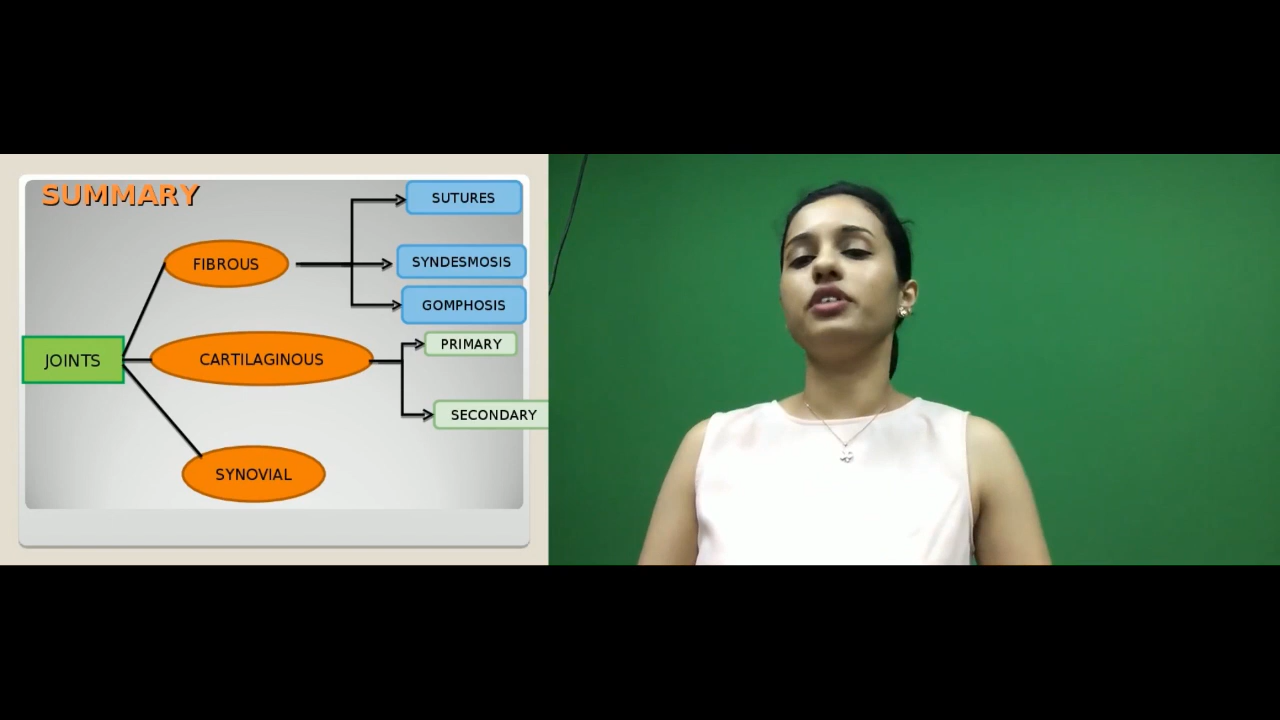 SUMMARY
SUTURES
FIBROUS
SYNDESMOSIS
GOMPHOSIS
PRIMARY
JOINTS
CARTILAGINOUS
SECONDARY
SYNOVIAL